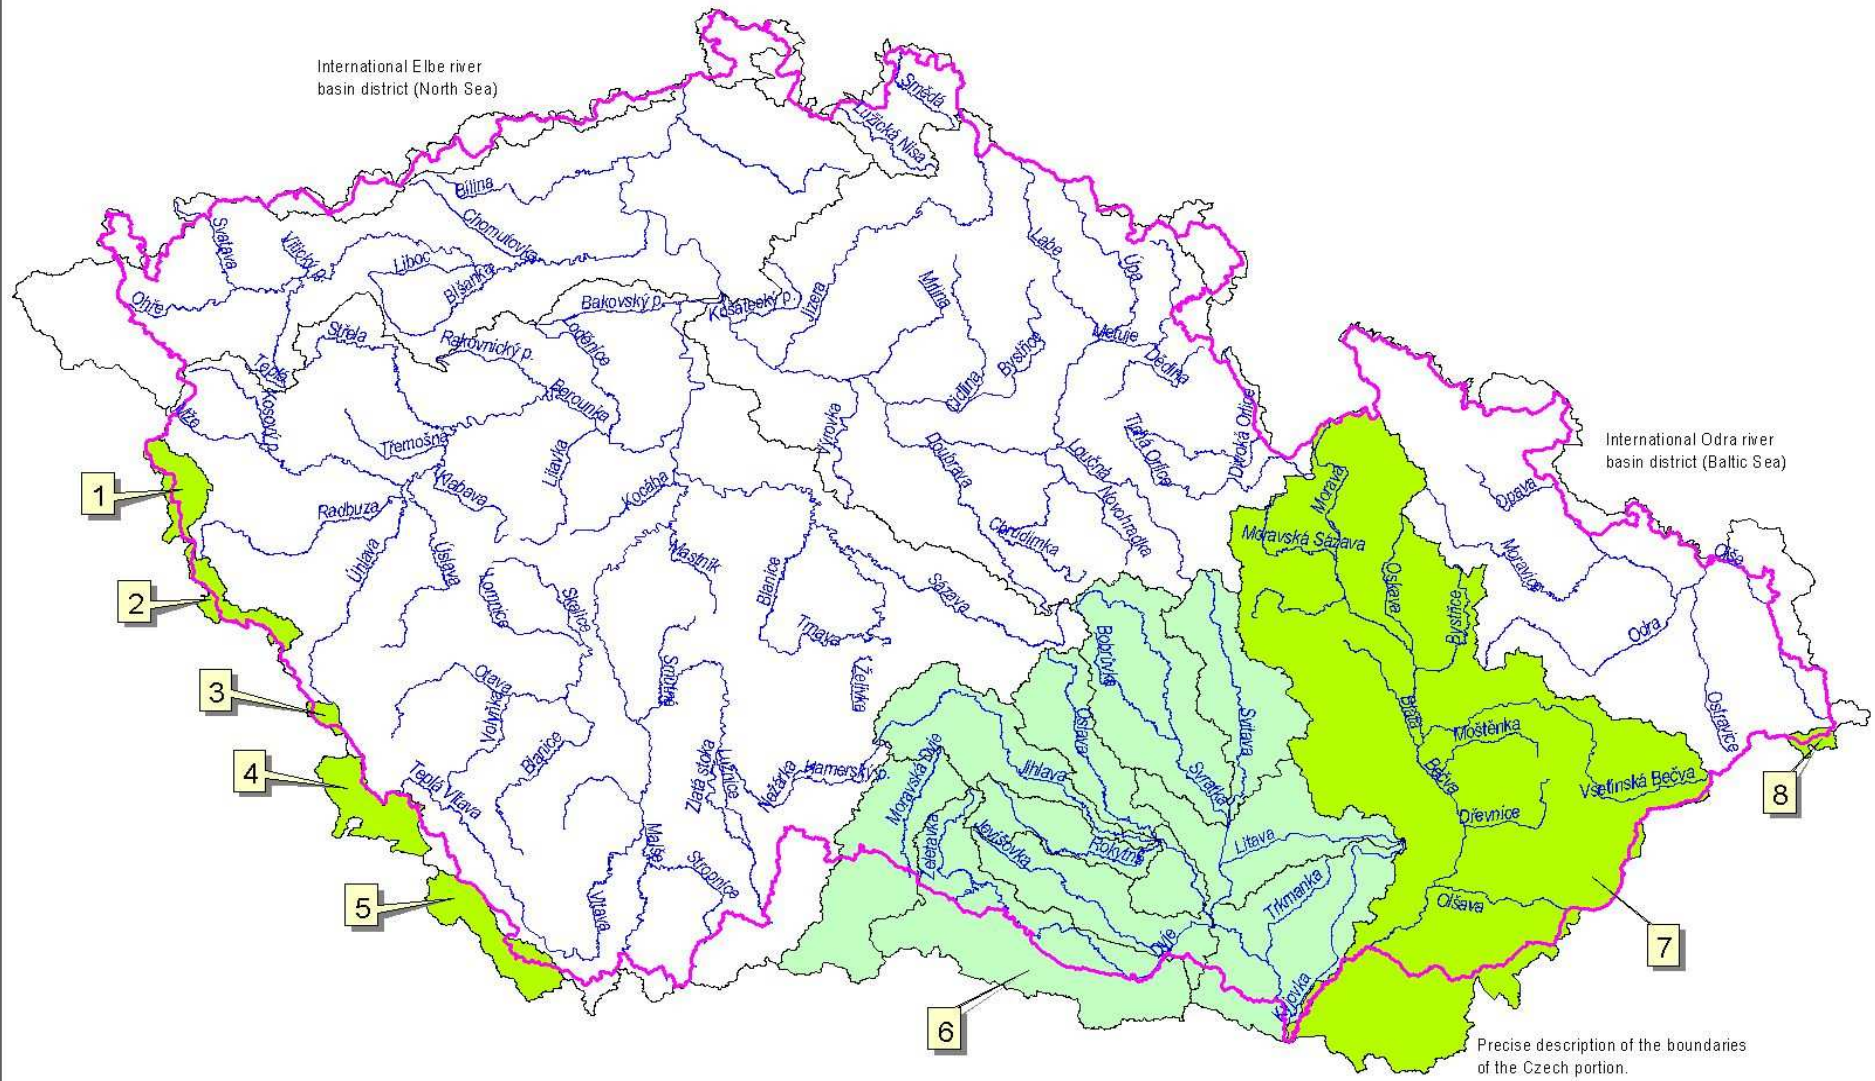 International Elbe river
basin district (North Sea)
Smědá
Lužická Nisa
Bílina
Chomutovka
Svatava
Liboc
Blšanka
Ohře
Labe
Úpa
Mrlina
Jizera
Bakovský p.
Košátecký p.
Střela
Rakovnický p.
Loděnice
Metuje
Dědina
Bystřice
Cidlina
Teplá
Kosový p.
Mže
Berounka
Třemošná
Klabava
Litavka
Kocába
Výrovka
Doubrava
Loučná
Tichá Orlice
Divoká Orlice
Novohradka
Chrudimka
International Odra river
basin district (Baltic Sea)
1
Radbuza
Úhlava
Úslava
Lomnice
Skalice
Mastník
Blanice
Trnava
Sázava
Želivka
Morava
Moravská Sázava
Oskava
Bystřice
Opava
Moravice
Odra
Olše
Ostravice
2
3
4
5
Otava
Volyňka
Blanice
Smutná
Zlatá stoka
Lužnice
Nežárka
Hamerský p.
Teplá Vltava
Malše
Stropnice
Vltava
Bobrůvka
Oslava
Svitava
Svratka
Jihlava
Moravská Dyje
Želetavka
Jevišovka
Rokytná
Litava
Trkmanka
Dyje
Kyjovka
Blata
Moštěnka
Bečva
Vsetínská Bečva
Dřevnice
Olšava
6
7
8
Precise description of the boundaries
of the Czech portion.